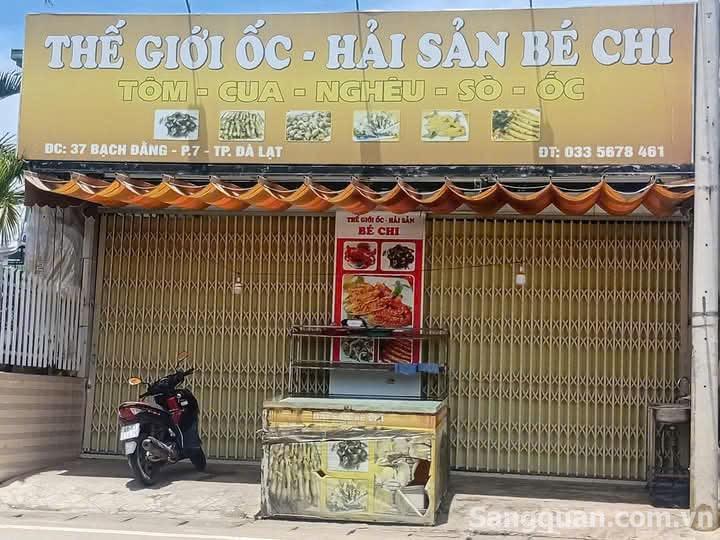 THẾ GIỚI ỐC - HẢI SẢN BÉ CHI
TÔM - CUA - NGHÊU - SÒ - ỐC
ĐC: 37 BẠCH ĐẰNG - P.7 - TP. ĐÀ LẠT
ĐT: 033 5678 461
THẾ GIỚI ỐC - HẢI SẢN
BÉ CHI
Sangquan.com.vn